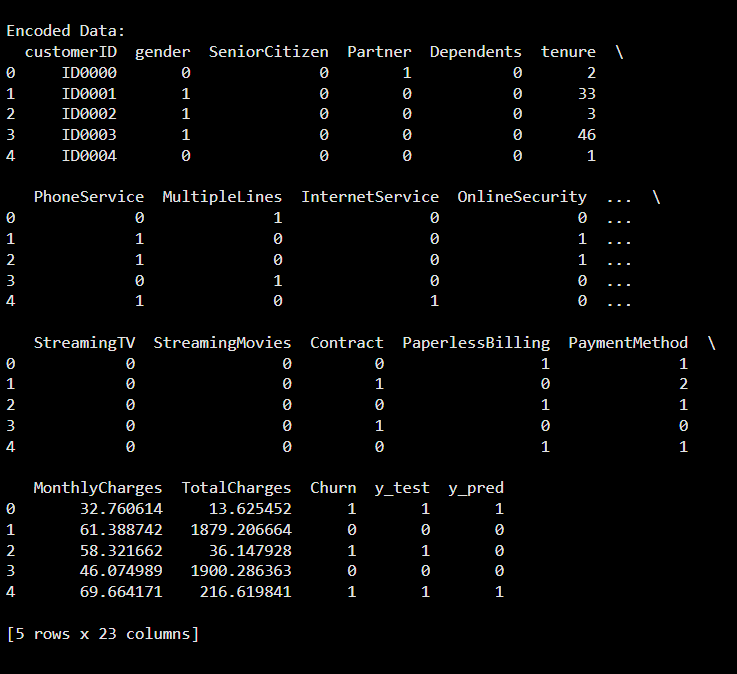 Encoded Data:
customerID gender SeniorCitizen Partner Dependents tenure \
0 ID0000 0 0 1 0 2
1 ID0001 1 0 0 0 33
2 ID0002 1 0 0 0 3
3 ID0003 1 0 0 0 46
4 ID0004 0 0 0 0 1
PhoneService MultipleLines InternetService OnlineSecurity ... \
0 0 1 0 0 ...
1 1 0 0 1 ...
2 1 0 0 1 ...
3 0 1 0 0 ...
4 1 0 1 0 ...
StreamingTV StreamingMovies Contract PaperlessBilling PaymentMethod \
0 0 0 0 1 1
1 0 0 1 0 2
2 0 0 0 1 1
3 0 0 1 0 0
4 0 0 0 1 1
MonthlyCharges TotalCharges Churn y_test y_pred
0 32.760614 13.625452 1 1 1
1 61.388742 1879.206664 0 0 0
2 58.321662 36.147928 1 1 0
3 46.074989 1900.286363 0 0 0
4 69.664171 216.619841 1 1 1
[5 rows x 23 columns]